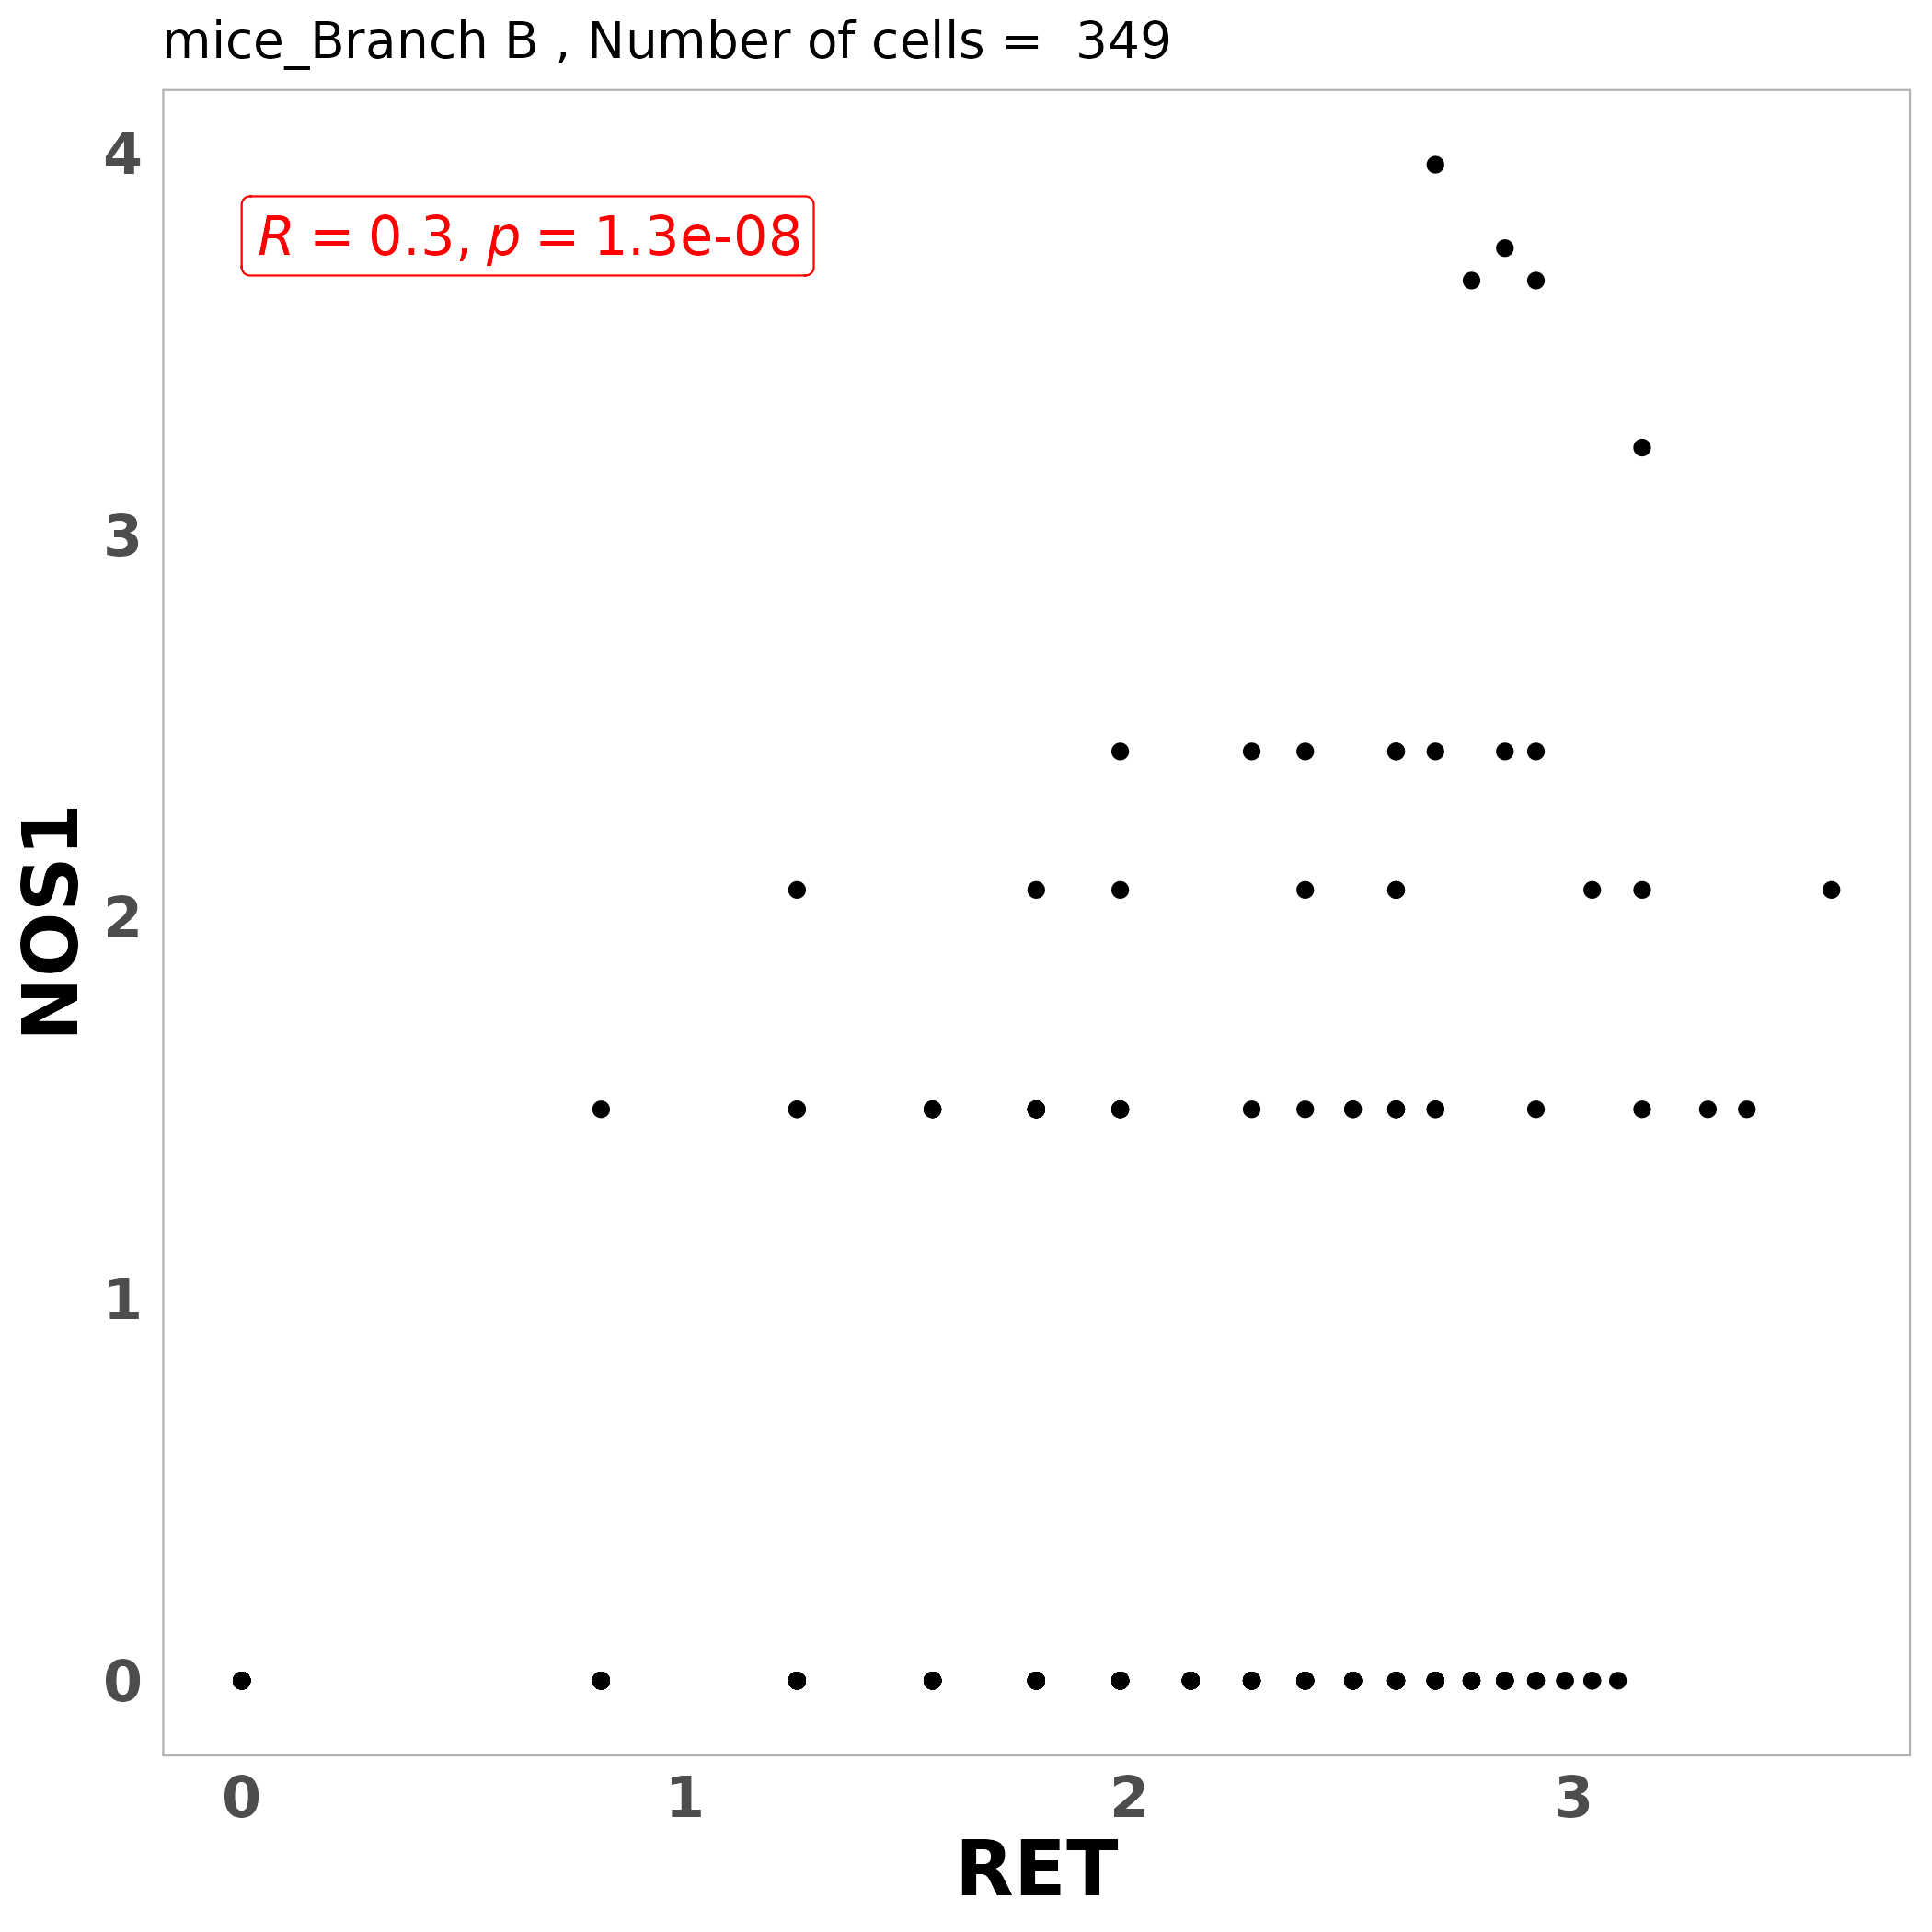 mice_Branch B , Number of cells =  349
4
R = 0.3, p = 1.3e-08
3
NOS1
2
1
0
0 1 2 3
RET